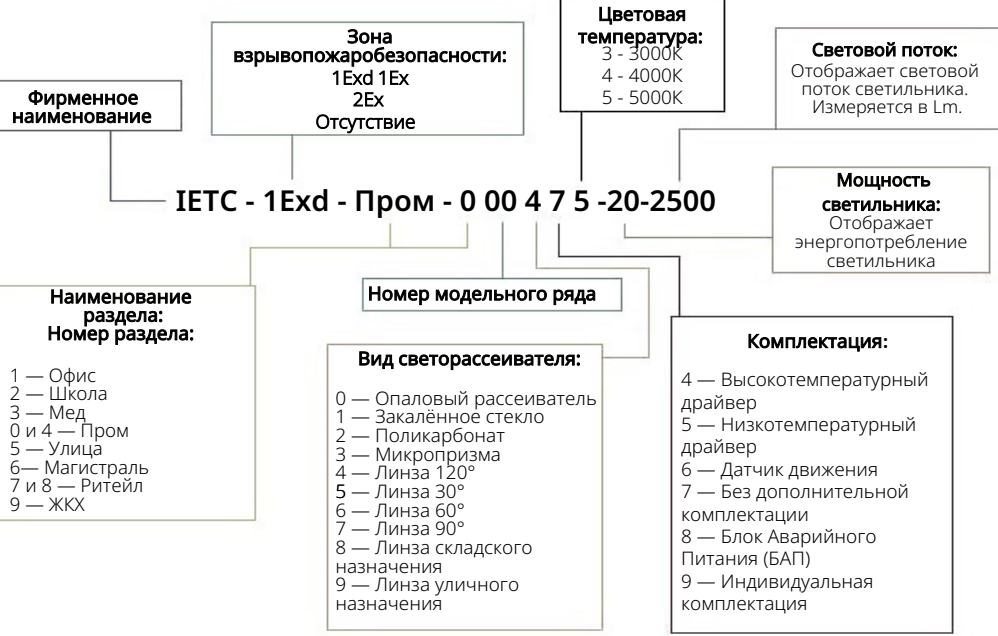 Фирменное
наименование
Зона
взрывопожаробезопасности:
1Exd 1Ex
2Ex
Отсутствие
Цветовая
температура:
3 - 3000К
4 - 4000К
5 - 5000К
Световой поток:
Отображает световой
поток светильника.
Измеряется в Lm.
IETC - 1Exd - Пром - 0 00 4 7 5 -20-2500
Мощность
светильника:
Отображает
энергопотребление
светильника
Наименование
раздела:
Номер раздела:
1 — Офис
2 — Школа
3 — Мед
0 и 4 — Пром
5 — Улица
6— Магистраль
7 и 8 — Ритейл
9 — ЖКХ
Номер модельного ряда
Вид светорассеивателя:
0 — Опаловый рассеиватель
1 — Закалённое стекло
2 — Поликарбонат
3 — Микропризма
4 — Линза 120°
5 — Линза 30°
6 — Линза 60°
7 — Линза 90°
8 — Линза складского
назначения
9 — Линза уличного
назначения
Комплектация:
4 — Высокотемпературный
драйвер
5 — Низкотемпературный
драйвер
6 — Датчик движения
7 — Без дополнительной
комплектации
8 — Блок Аварийного
Питания (БАП)
9 — Индивидуальная
комплектация